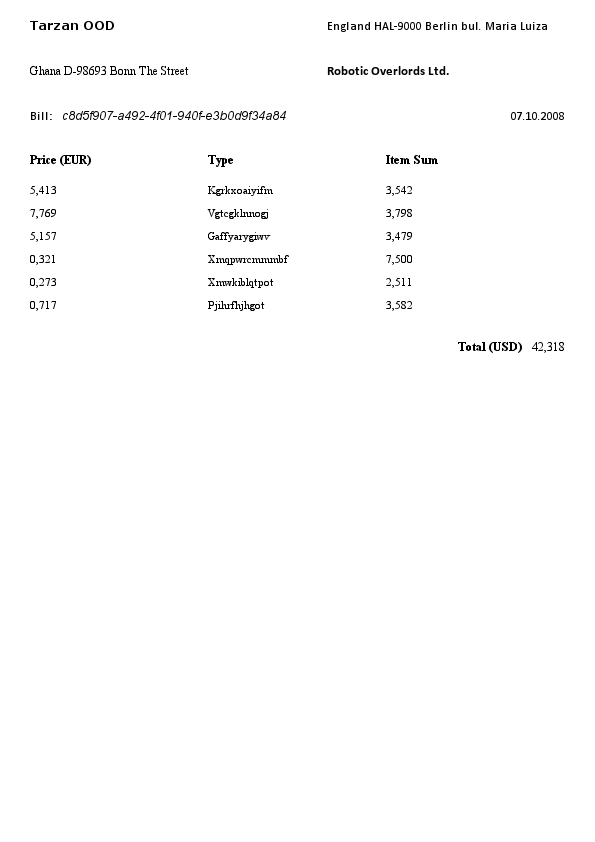 Tarzan OOD England HAL-9000 Berlin bul. Maria Luiza
Ghana D-98693 Bonn The Street Robotic Overlords Ltd.
Bill: c8d5f907-a492-4f01-940f-e3b0d9f34a84 07.10.2008
Price (EUR) Type Item Sum
5,413 Kgrkxoaiyifm 3,542
7,769 Vgtcgklnnogj 3,798
5,157 Gaffyarygiwv 3,479
0,321 Xmqpwremmmbf 7,500
0,273 Xmwkiblqtpot 2,511
0,717 Pjihrfhjhgot 3,582
Total (USD) 42,318